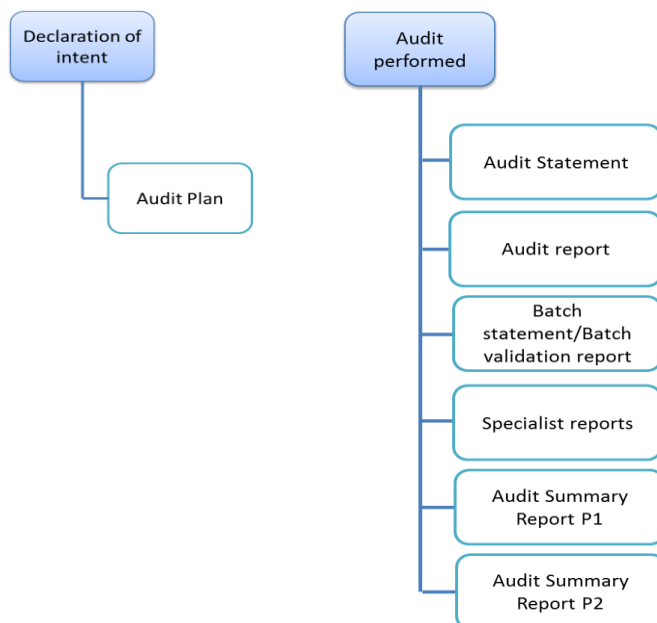 Declaration of
intent
Audit Plan
Audit
performed
Audit Statement
Audit report
Batch
statement/Batch
validation report
Specialist reports
Audit Summary
Report P1
Audit Summary
Report P2